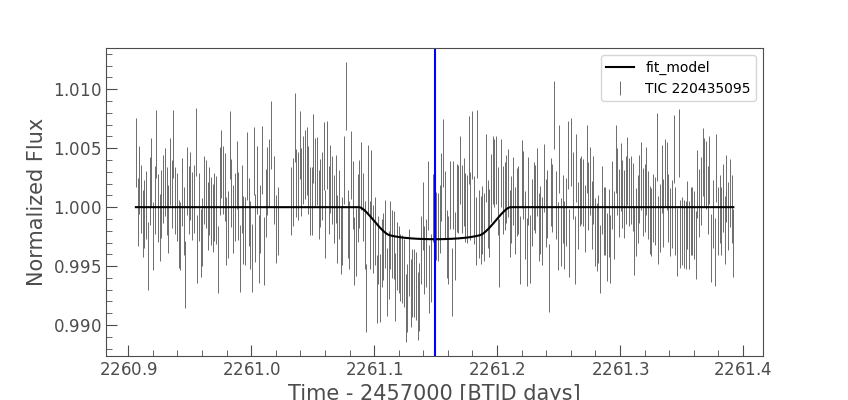 fit_model
TIC 220435095
1.010
1.005
1.000
0.995
0.990
Normalized Flux
2260.9 2261.0 2261.1 2261.2 2261.3 2261.4
Time - 2457000 [BTJD days]